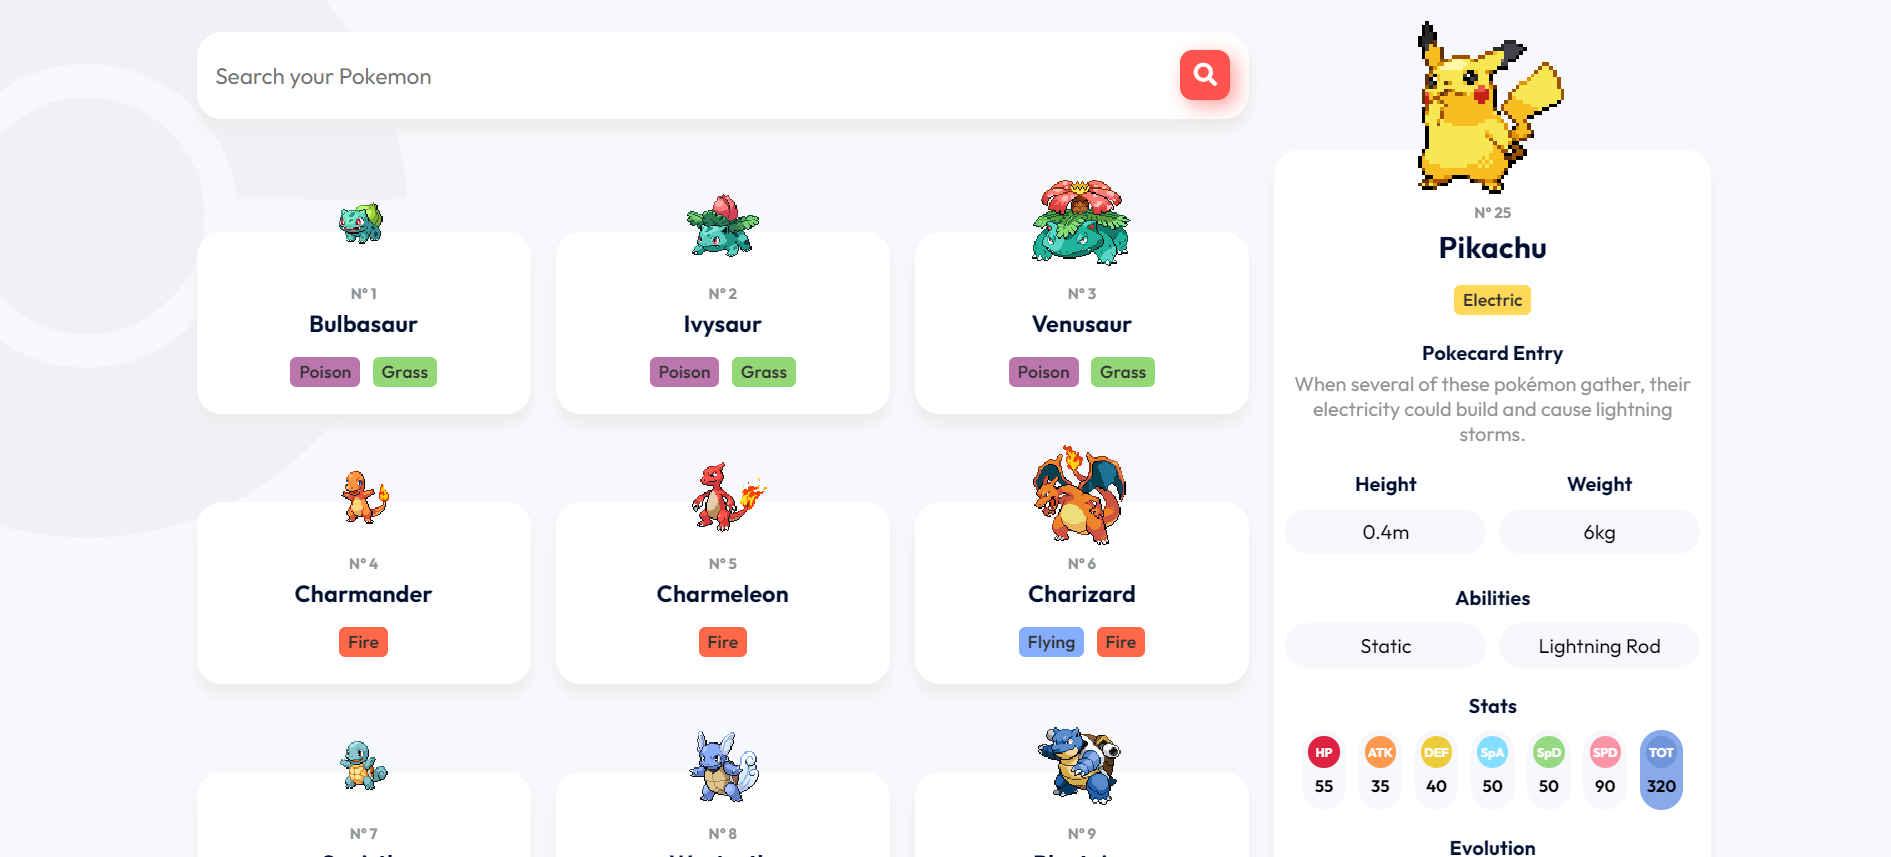 Search your Pokemon
N° 1
Bulbasaur
Poison Grass
N° 2
Ivysaur
Poison Grass
N° 3
Venusaur
Poison Grass
N° 4
Charmander
Fire
N° 5
Charmeleon
Fire
N° 6
Charizard
Flying Fire
N° 7
N° 8
N° 9
N° 25
Pikachu
Electric
Pokecard Entry
When several of these pokémon gather, their
electricity could build and cause lightning
storms.
Height Weight
0.4m 6kg
Abilities
Static Lightning Rod
Stats
HP ATK DEF SpA SpD SPD TOT
55 35 40 50 50 90 320
Evolution